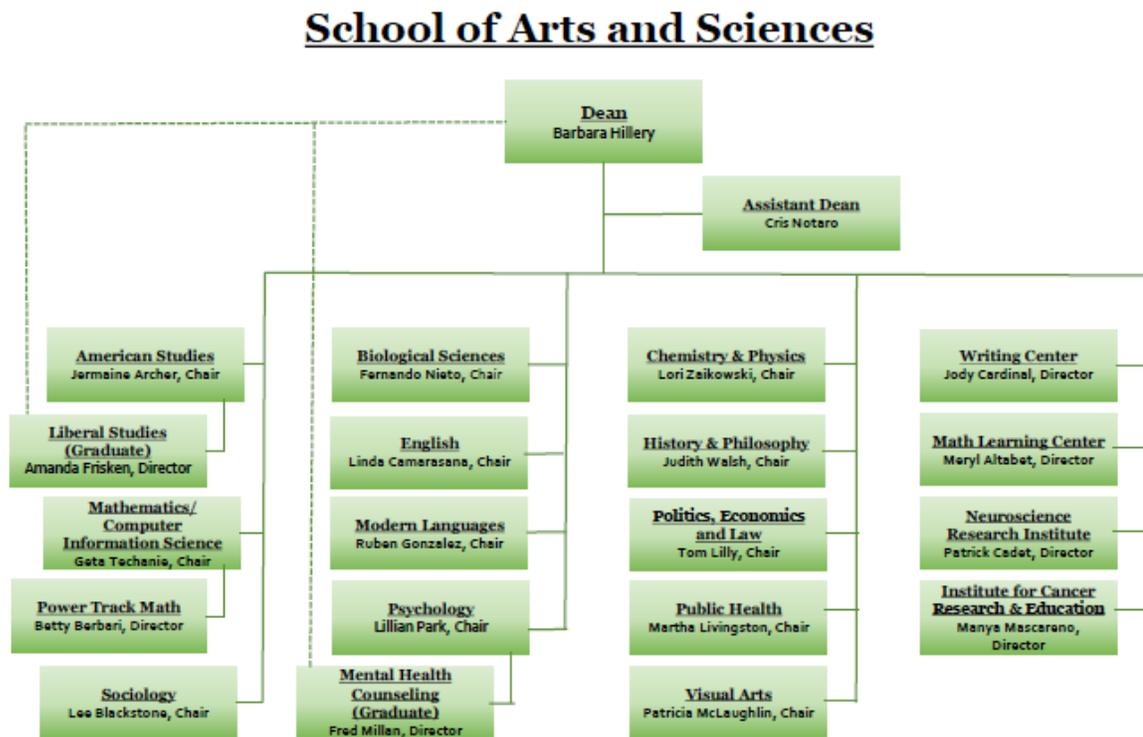 School of Arts and Sciences
Dean
Barbara Hillery
Assistant Dean
Cris Notaro
American Studies
Jermaine Archer, Chair
Liberal Studies
(Graduate)
Amanda Frisken, Director
Mathematics/
Computer
Information Science
Geta Techanie, Chair
Power Track Math
Betty Berbari, Director
Sociology
Lee Blackstone, Chair
Biological Sciences
Fernando Nieto, Chair
English
Linda Camarasana, Chair
Modern Languages
Ruben Gonzalez, Chair
Psychology
Lillian Park, Chair
Mental Health
Counseling
(Graduate)
Fred Millan, Director
Chemistry & Physics
Lori Zaikowski, Chair
History & Philosophy
Judith Walsh, Chair
Politics, Economics
and Law
Tom Lilly, Chair
Public Health
Martha Livingston, Chair
Visual Arts
Patricia McLaughlin, Chair
Writing Center
Jody Cardinal, Director
Math Learning Center
Meryl Altabet, Director
Neuroscience
Research Institute
Patrick Cadet, Director
Institute for Cancer
Research & Education
Manya Mascareno,
Director